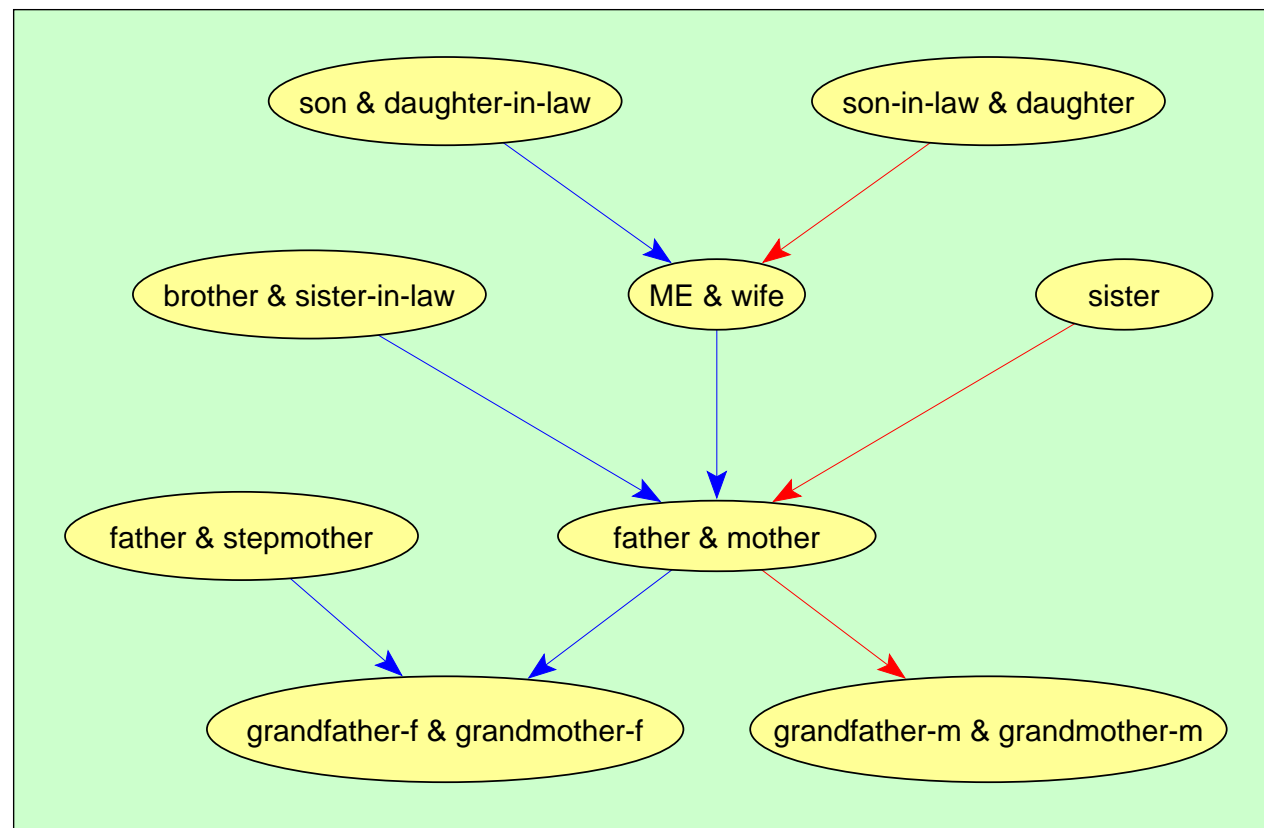 son & daughter-in-law
son-in-law & daughter
brother & sister-in-law
ME & wife
sister
father & stepmother
father & mother
grandfather-f & grandmother-f
grandfather-m & grandmother-m